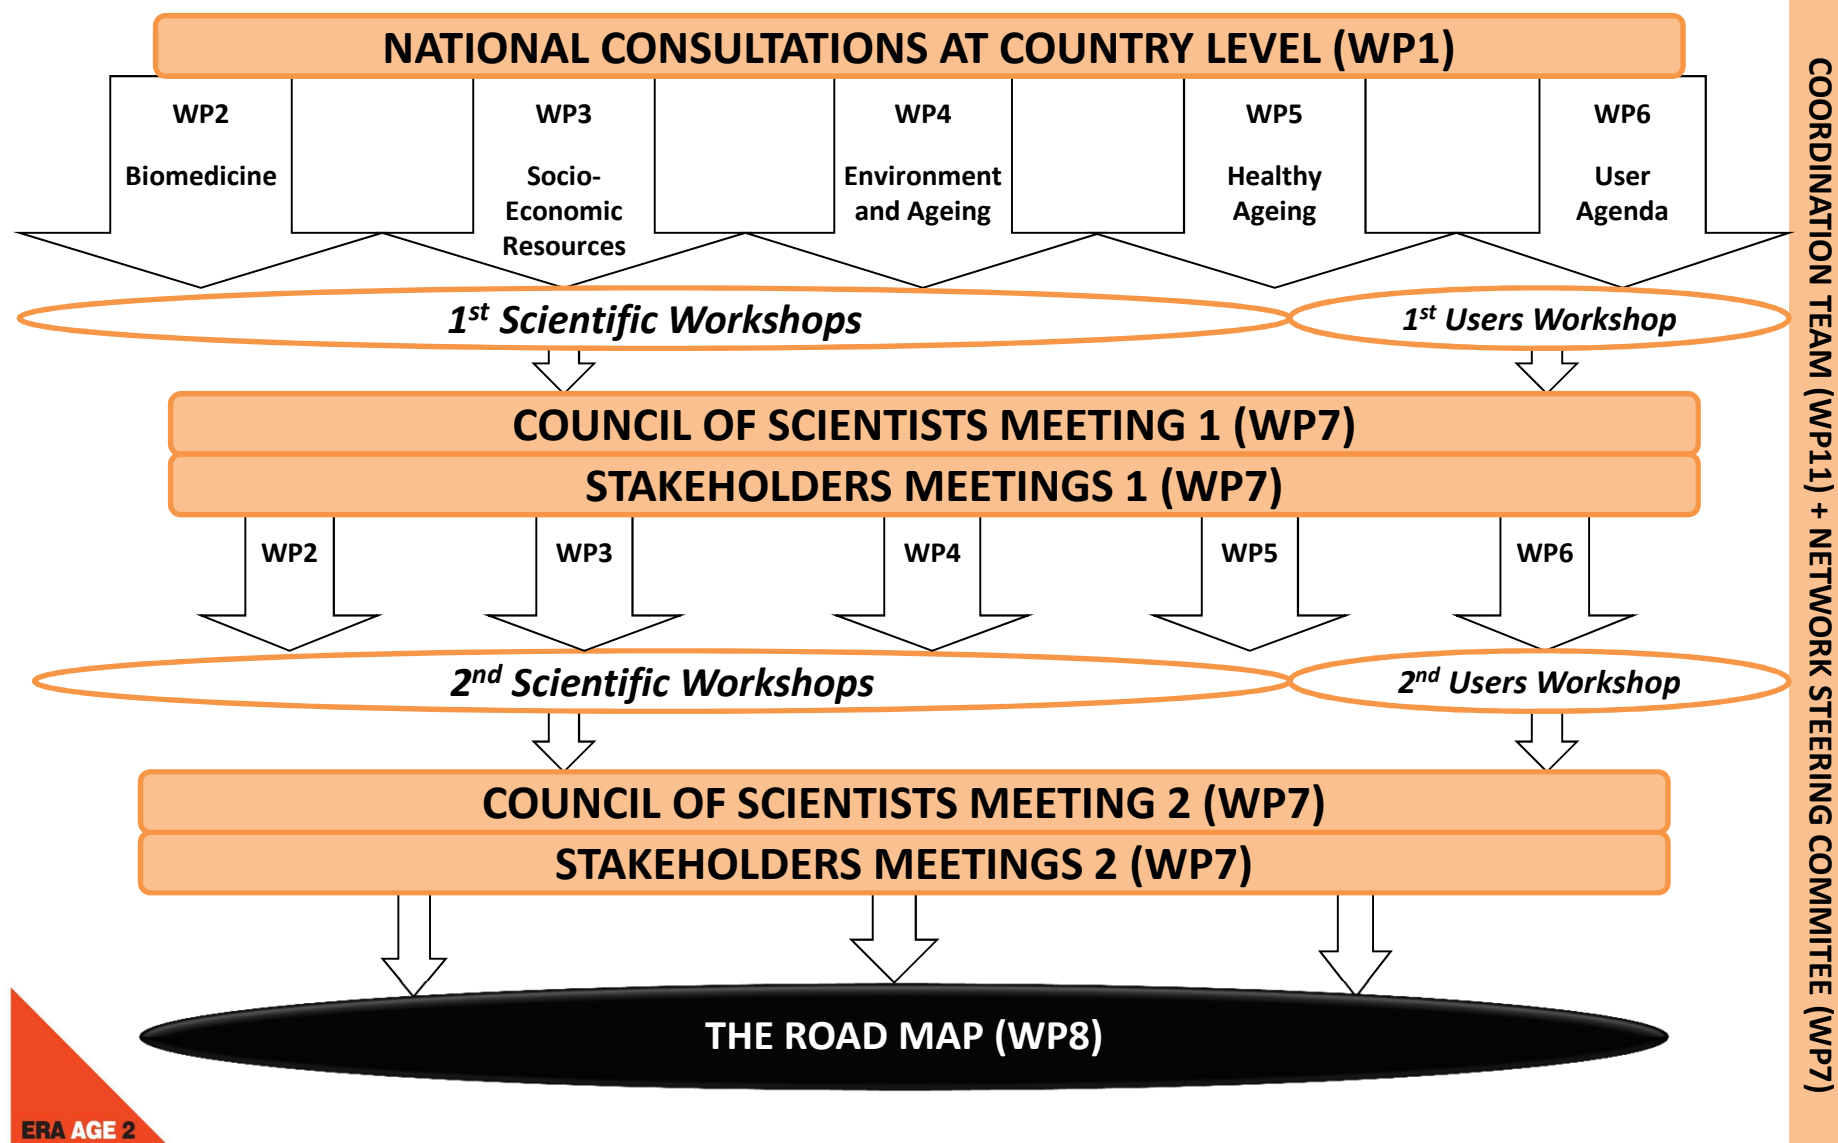 NATIONAL CONSULTATIONS AT COUNTRY LEVEL (WP1)
WP2
Biomedicine
WP3
Socio-
Economic
Resources
WP4
Environment
and Ageing
WP5
Healthy
Ageing
WP6
User
Agenda
1st Scientific Workshops
1st Users Workshop
COUNCIL OF SCIENTISTS MEETING 1 (WP7)
STAKEHOLDERS MEETINGS 1 (WP7)
WP2
WP3
WP4
WP5
WP6
2nd Scientific Workshops
2nd Users Workshop
COUNCIL OF SCIENTISTS MEETING 2 (WP7)
STAKEHOLDERS MEETINGS 2 (WP7)
THE ROAD MAP (WP8)
COORDINATION TEAM (WP11) + NETWORK STEERING COMMITEE (WP7)
ERA AGE 2